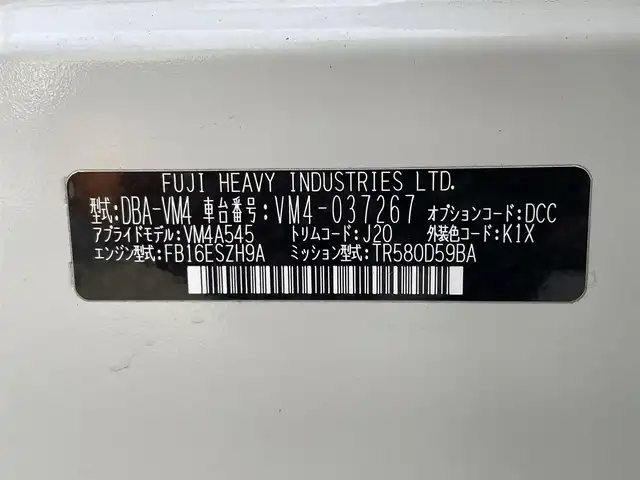 FUJI HEAVY INDUSTRIES LTD.
型式:DBA-VM4 車台番号:VM4-037267 オプションコード:DCC
アプライドモデル:VM4A545 トリムコード:J20 外装色コード:K1X
エンジン型式:FB16ESZH9A ミッション型式:TR580D59BA